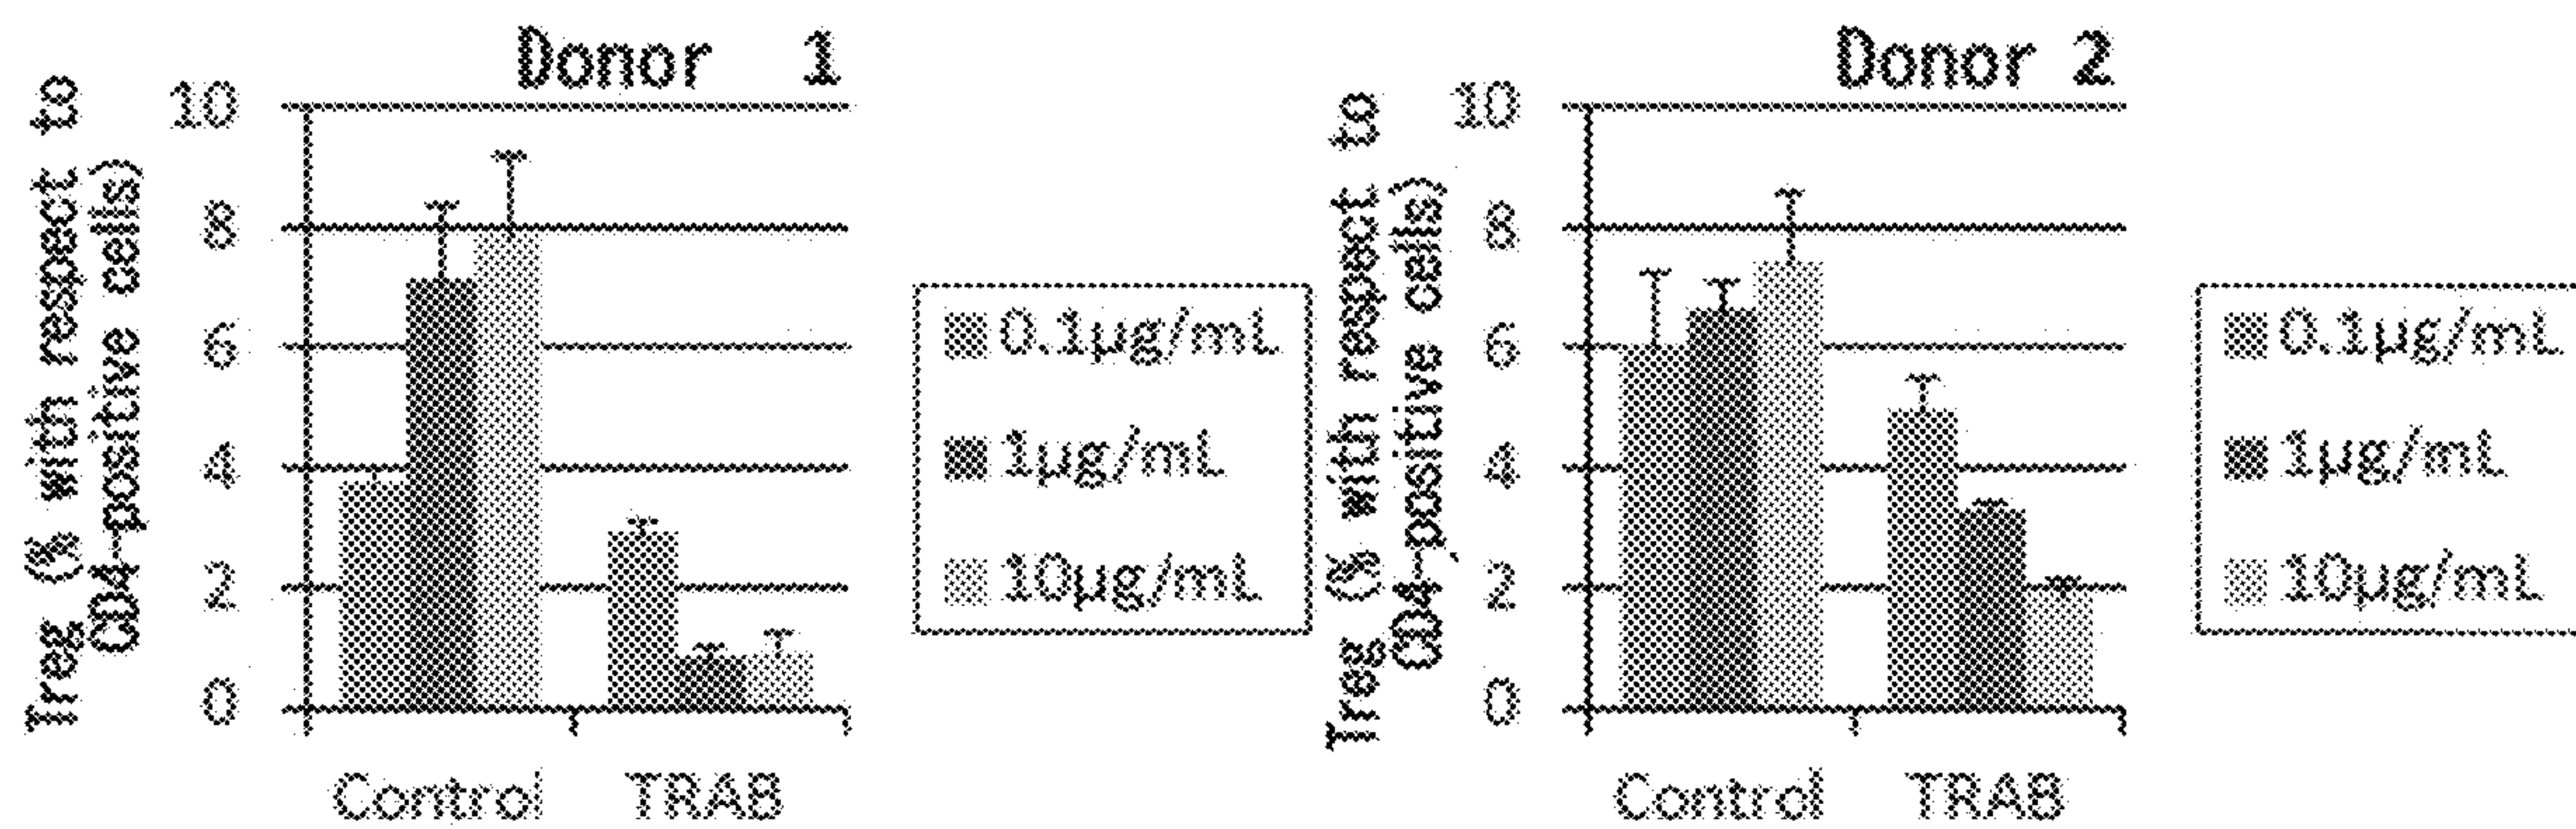 Donor 1
Treg (% with respect to
CD4-positive cells)
10
8
6
4
2
0
Control TRAB
0.1µg/mL
1µg/mL
10µg/mL
Donor 2
Treg (% with respect to
CD4-positive cells)
10
8
6
4
2
0
Control TRAB
0.1µg/mL
1µg/mL
10µg/mL